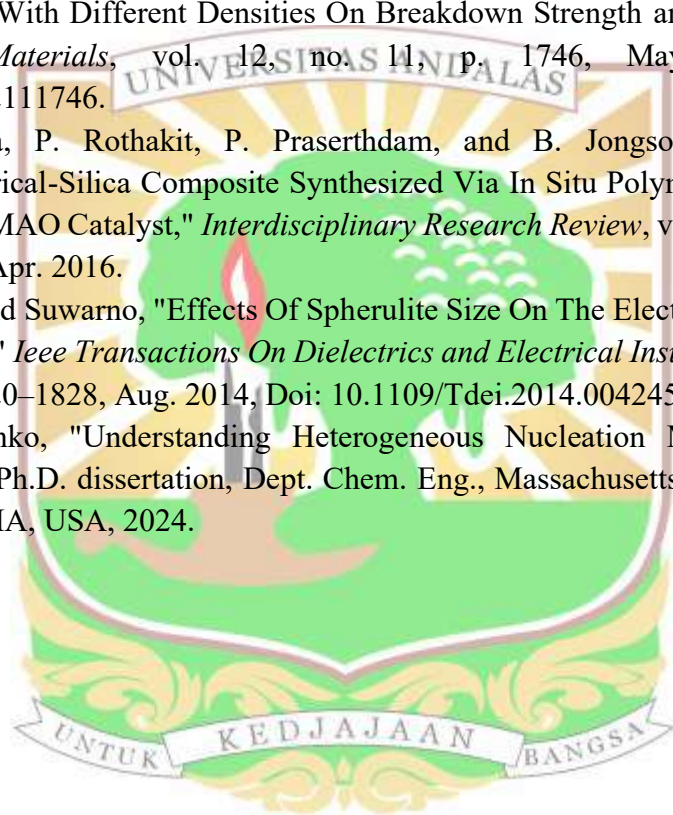 With Different Densities On Breakdown Strength an
Materials, vol. 12, no. 11, p. 1746, May
111746.
UNIVERSITAS ANDALAS
P. Rothakit, P. Praserthdam, and B. Jongso
rical-Silica Composite Synthesized Via In Situ Polyn
MAO Catalyst," Interdisciplinary Research Review, v
Apr. 2016.
d Suwarno, "Effects Of Spherulite Size On The Elect
" Ieee Transactions On Dielectrics and Electrical Inst
0–1828, Aug. 2014, Doi: 10.1109/Tdei.2014.004245
nko, "Understanding Heterogeneous Nucleation M
Ph.D. dissertation, Dept. Chem. Eng., Massachusetts
MA, USA, 2024.
UNTUK KEDJAJAAN BANGSA